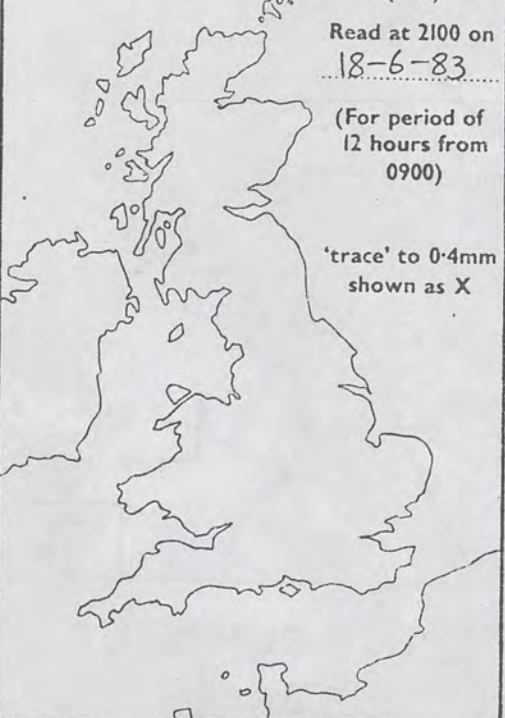 Read at 2100 on
18-6-83
(For period of
12 hours from
0900)
'trace' to 0·4mm
shown as X